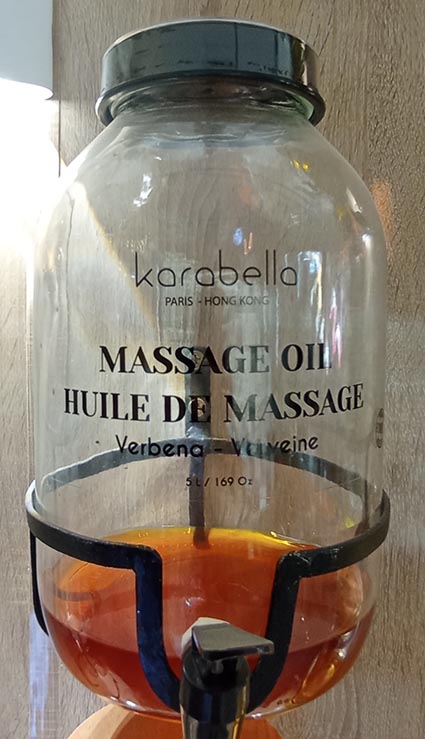 karabella
PARIS - HONG KONG
MASSAGE OIL
HUILE DE MASSAGE
Verbena - Verveine
5 L / 169 Oz